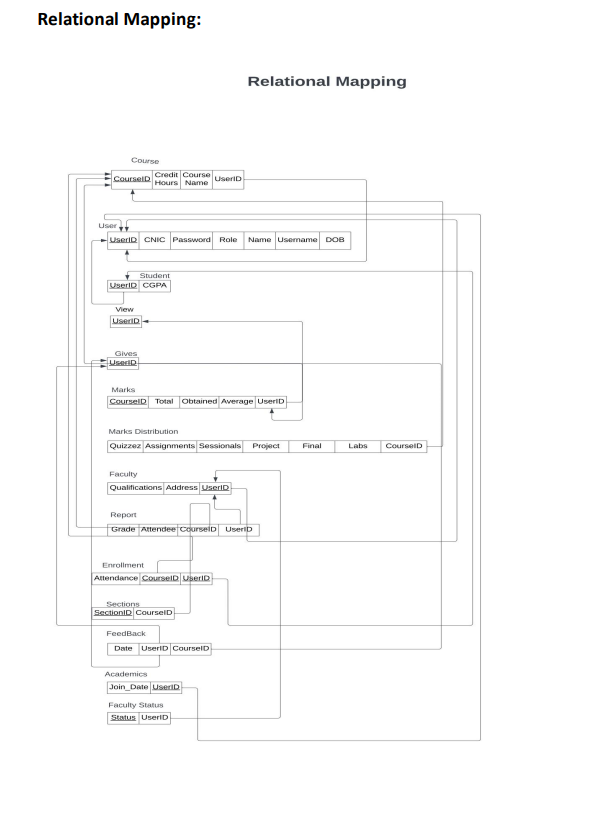 Relational Mapping:
Relational Mapping
Course
CourseID Credit Hours Course Name UserID
User
UserID CNIC Password Role Name Username DOB
Student
UserID CGPA
View
UserID
Gives
UserID
Marks
CourseID Total Obtained Average UserID
Marks Distribution
Quizzez Assignments Sessionals Project Final Labs CourseID
Faculty
Qualifications Address UserID
Report
Grade Attendee CourseID UserID
Enrollment
Attendance CourseID UserID
Sections
SectionID CourseID
FeedBack
Date UserID CourseID
Academics
Join_Date UserID
Faculty Status
Status UserID